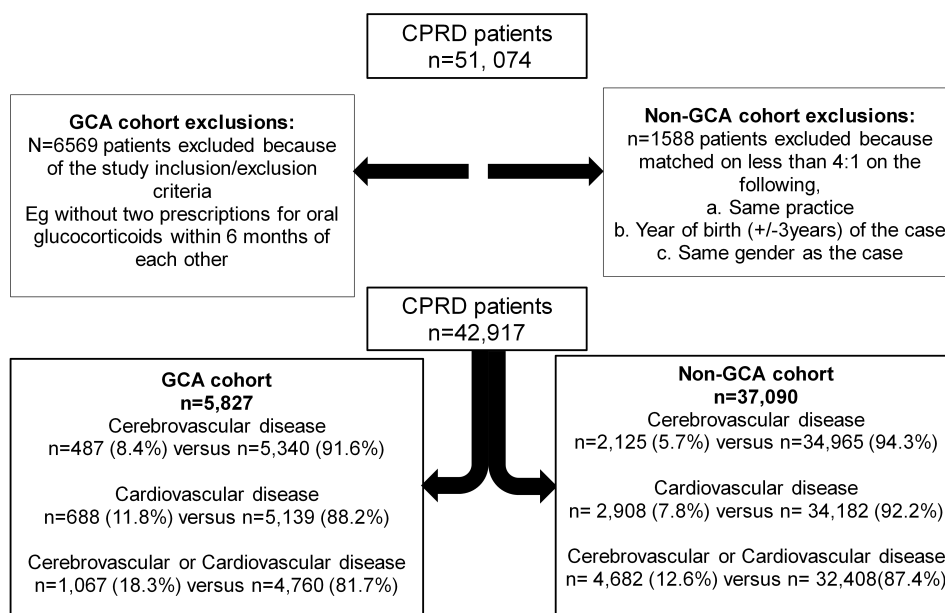 CPRD patients
n=51, 074
GCA cohort exclusions:
N=6569 patients excluded because
of the study inclusion/exclusion
criteria
Eg without two prescriptions for oral
glucocorticoids within 6 months of
each other
Non-GCA cohort exclusions:
n=1588 patients excluded because
matched on less than 4:1 on the
following,
a. Same practice
b. Year of birth (+/-3years) of the case
c. Same gender as the case
CPRD patients
n=42,917
GCA cohort
n=5,827
Cerebrovascular disease
n=487 (8.4%) versus n=5,340 (91.6%)
Cardiovascular disease
n=688 (11.8%) versus n=5,139 (88.2%)
Cerebrovascular or Cardiovascular disease
n=1,067 (18.3%) versus n=4,760 (81.7%)
Non-GCA cohort
n=37,090
Cerebrovascular disease
n=2,125 (5.7%) versus n=34,965 (94.3%)
Cardiovascular disease
n= 2,908 (7.8%) versus n= 34,182 (92.2%)
Cerebrovascular or Cardiovascular disease
n= 4,682 (12.6%) versus n= 32,408(87.4%)